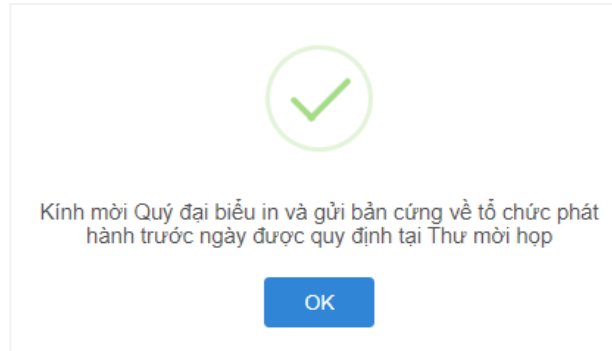 Kính mời Quý đại biểu in và gửi bản cứng về tổ chức phát
hành trước ngày được quy định tại Thư mời họp
OK